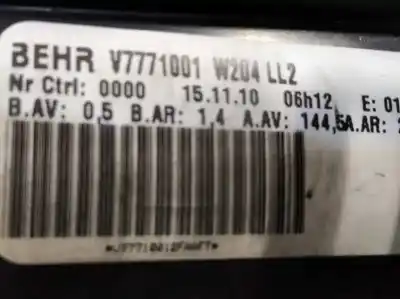 BEHR V7771001 W204 LL2
Nr Ctrl: 0000 15.11.10 06h12 E: 01
B.AV: 0,5 B.AR: 1,4 A.AV: 144,5A.AR: